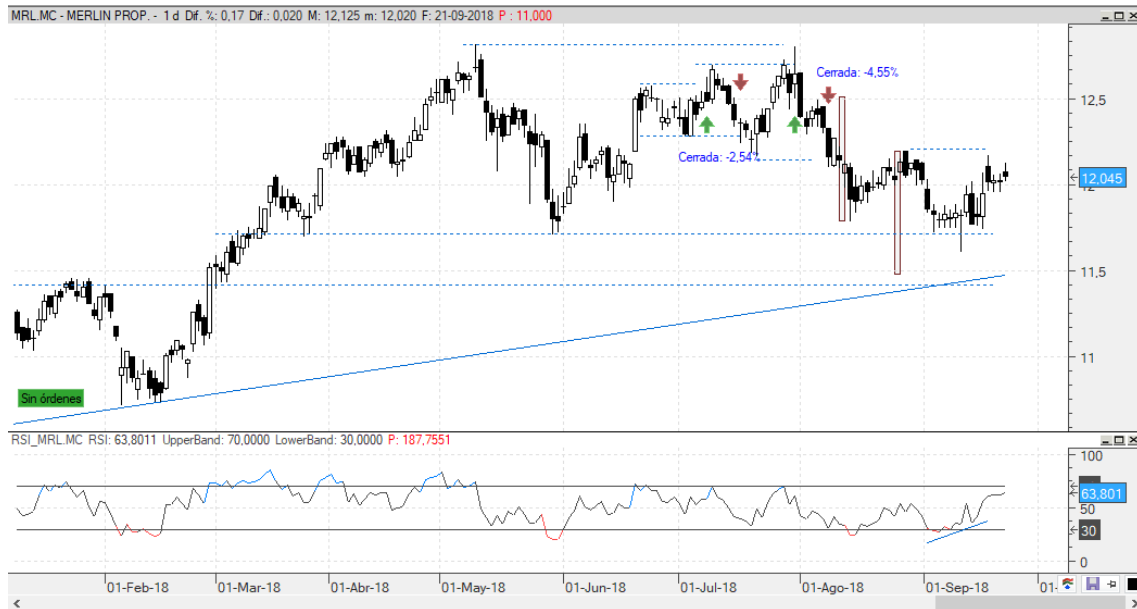 MRL.MC - MERLIN PROP. - 1 d Dif. %: 0,17 Dif.: 0,020 M: 12,125 m: 12,020 F: 21-09-2018 P : 11,000
Cerrada: -4,55%
12,5
Cerrada: -2,54%
12,045
12
11,5
11
Sin órdenes
RSI_MRL.MC RSI: 63,8011 UpperBand: 70,0000 LowerBand: 30,0000 P: 187,7551
100
63,801
50
30
0
01-Feb-18 01-Mar-18 01-Abr-18 01-May-18 01-Jun-18 01-Jul-18 01-Ago-18 01-Sep-18 01-